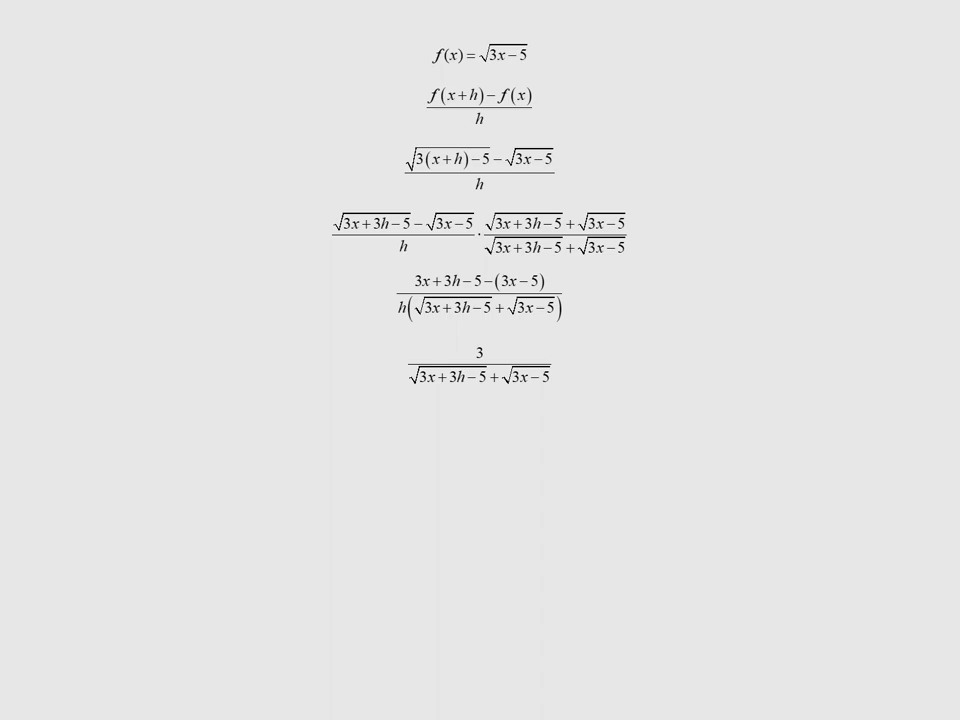 f(x) = √(3x − 5)
(f(x + h) − f(x)) / h
(√(3(x + h) − 5) − √(3x − 5)) / h
(√(3x + 3h − 5) − √(3x − 5)) / h · (√(3x + 3h − 5) + √(3x − 5)) / (√(3x + 3h − 5) + √(3x − 5))
(3x + 3h − 5 − (3x − 5)) / (h(√(3x + 3h − 5) + √(3x − 5)))
3 / (√(3x + 3h − 5) + √(3x − 5))